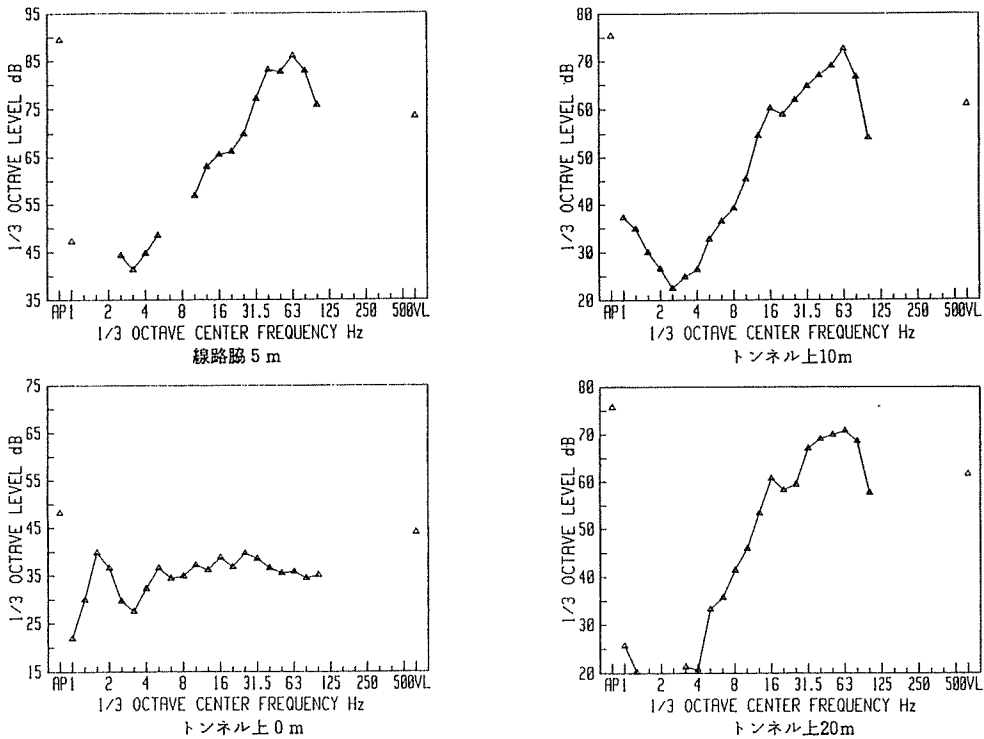 95
85
75
65
55
45
35
1/3 OCTAVE LEVEL dB
AP1 2 4 8 16 31.5 63 125 250 500VL
1/3 OCTAVE CENTER FREQUENCY Hz
線路脇5m
80
70
60
50
40
30
20
1/3 OCTAVE LEVEL dB
AP1 2 4 8 16 31.5 63 125 250 500VL
1/3 OCTAVE CENTER FREQUENCY Hz
トンネル上10m
75
65
55
45
35
25
15
1/3 OCTAVE LEVEL dB
AP1 2 4 8 16 31.5 63 125 250 500VL
1/3 OCTAVE CENTER FREQUENCY Hz
トンネル上0m
80
70
60
50
40
30
20
1/3 OCTAVE LEVEL dB
AP1 2 4 8 16 31.5 63 125 250 500VL
1/3 OCTAVE CENTER FREQUENCY Hz
トンネル上20m